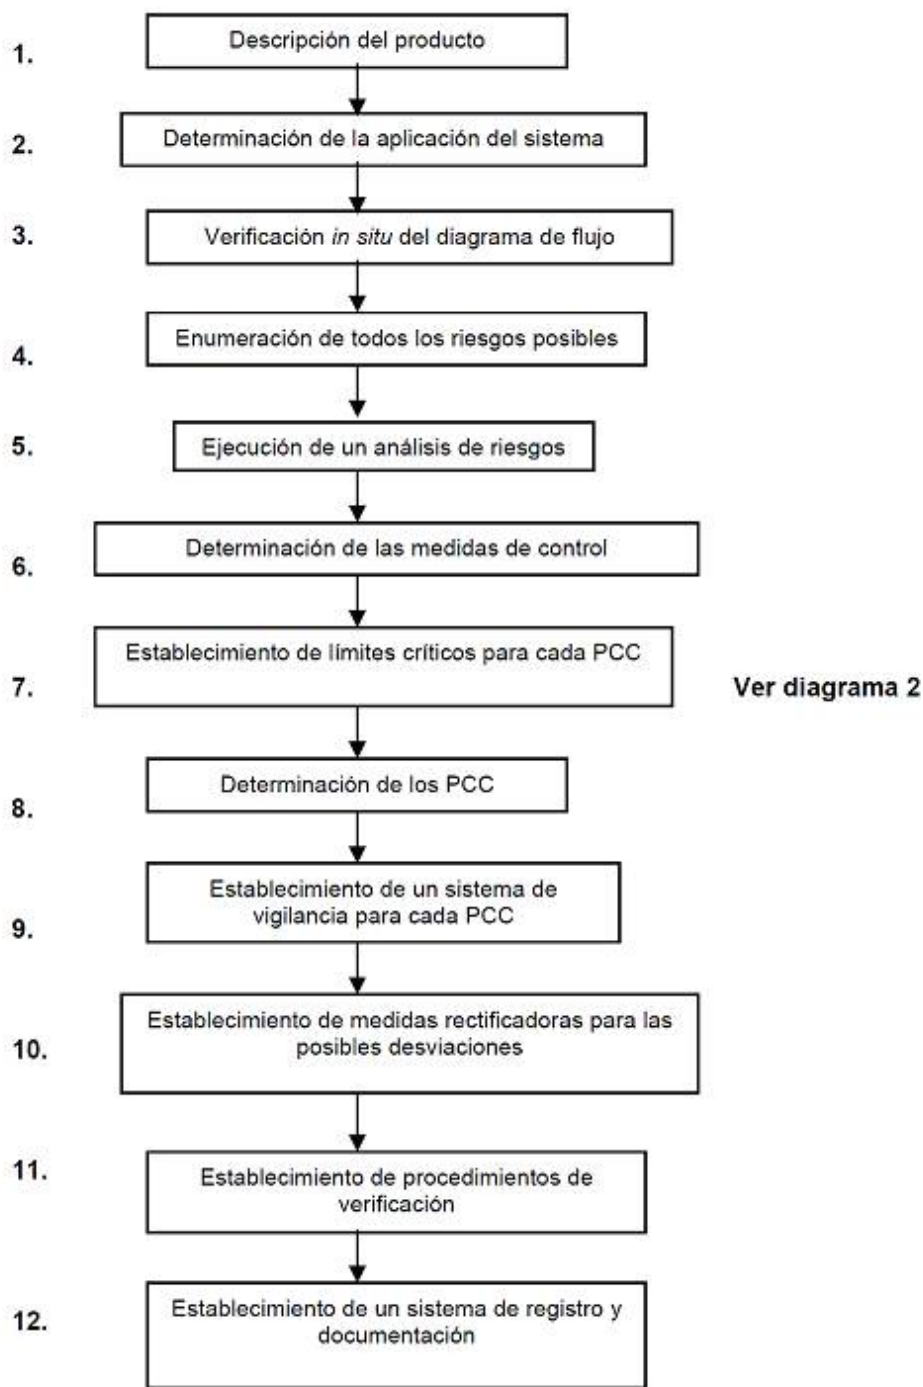 1. Descripción del producto
2. Determinación de la aplicación del sistema
3. Verificación in situ del diagrama de flujo
4. Enumeración de todos los riesgos posibles
5. Ejecución de un análisis de riesgos
6. Determinación de las medidas de control
Establecimiento de límites críticos para cada PCC
7. Ver diagrama 2
8. Determinación de los PCC
Establecimiento de un sistema de
vigilancia para cada PCC
9.
Establecimiento de medidas rectificadoras para las
posibles desviaciones
10.
11. Establecimiento de procedimientos de
verificación
Establecimiento de un sistema de registro y
12. documentación